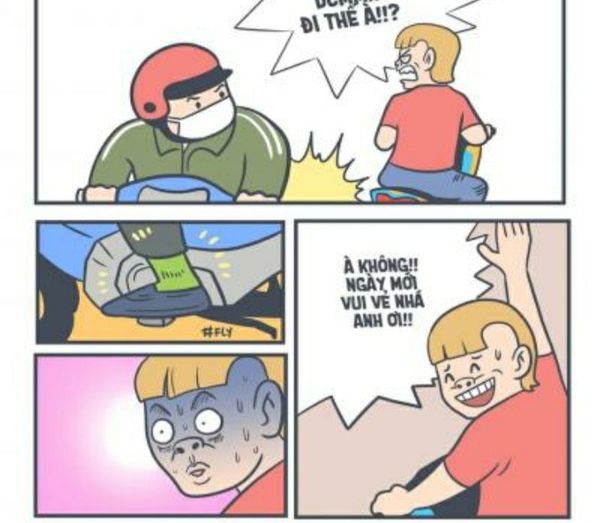 ĐI THẾ À!!?
#FLY
À KHÔNG!!
NGÀY MỚI
VUI VẺ NHÁ
ANH ƠI!!